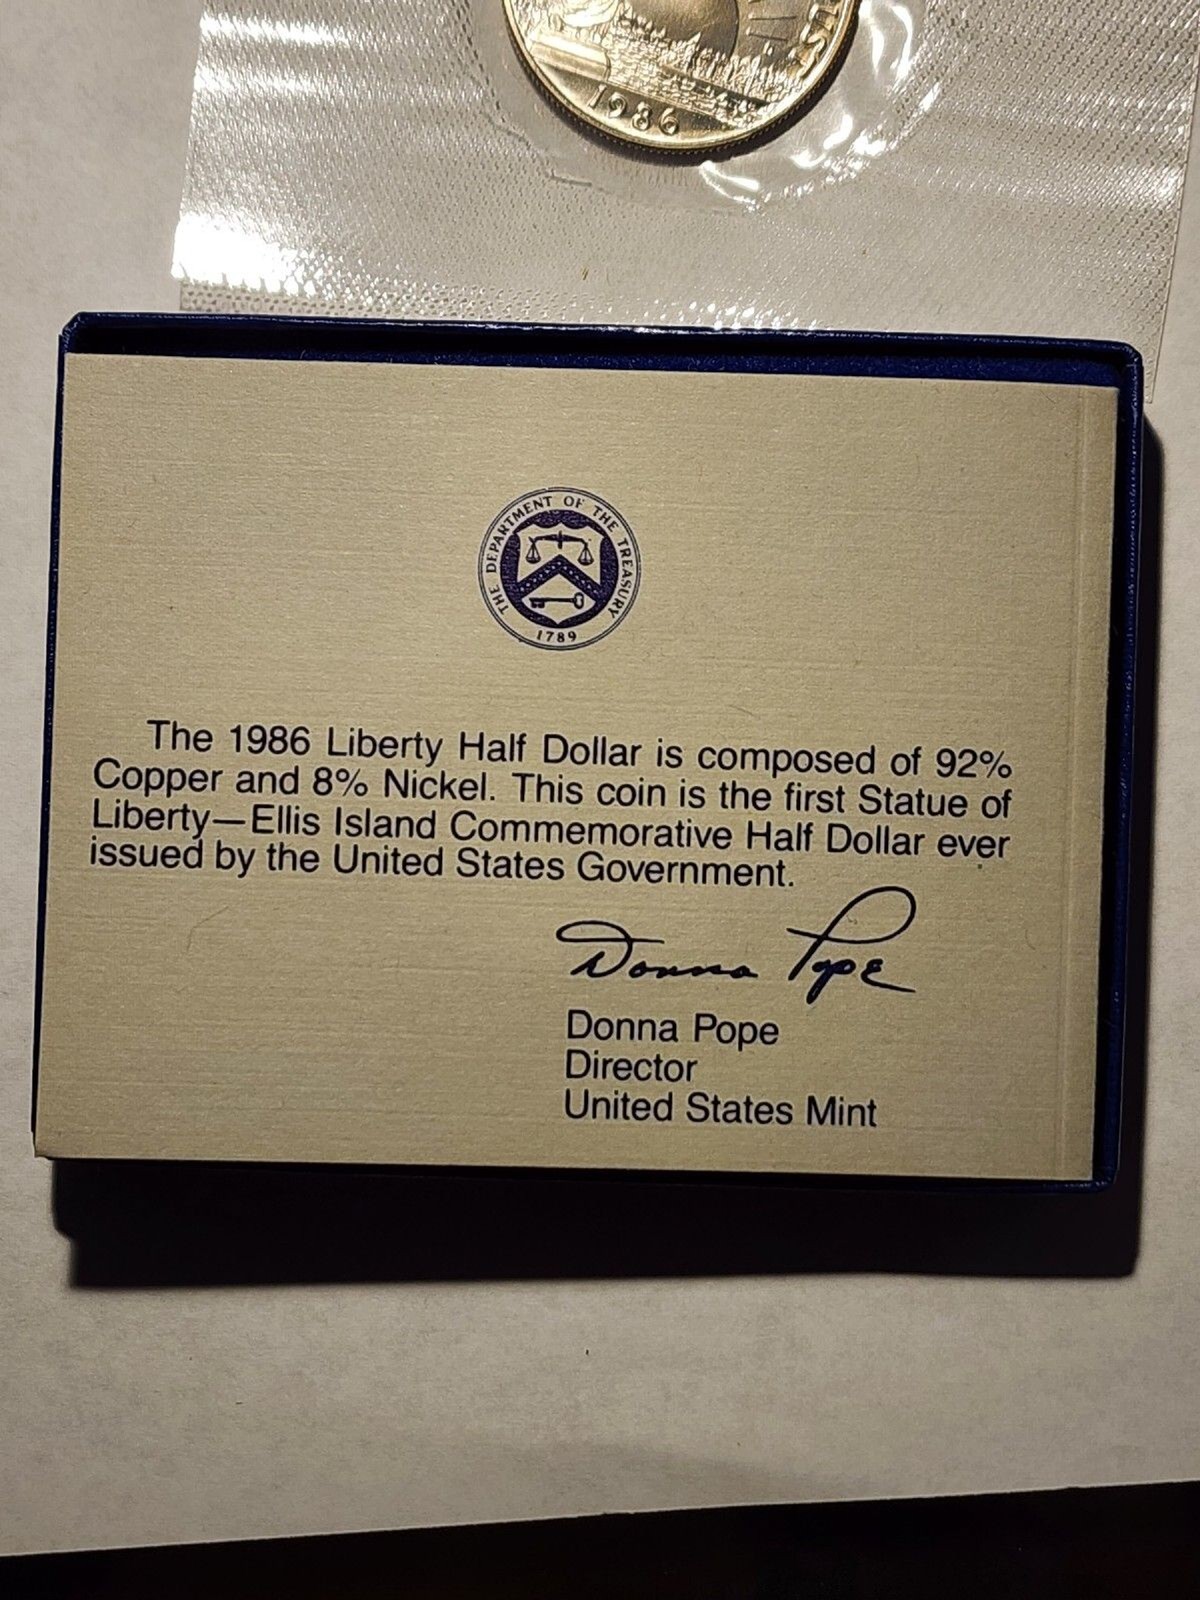 1986
THE DEPARTMENT OF THE TREASURY
1789
The 1986 Liberty Half Dollar is composed of 92%
Copper and 8% Nickel. This coin is the first Statue of
Liberty—Ellis Island Commemorative Half Dollar ever
issued by the United States Government.
Donna Pope
Donna Pope
Director
United States Mint